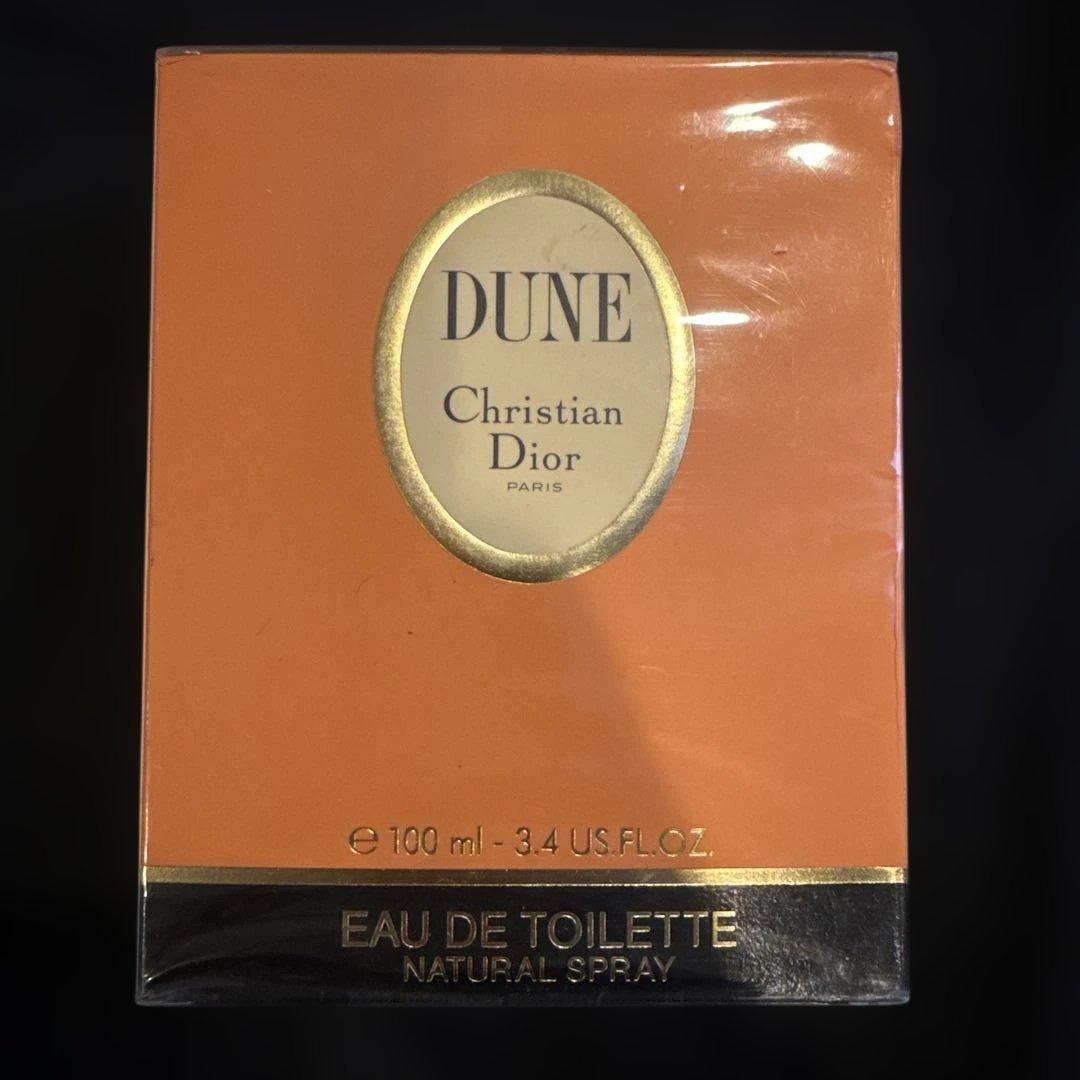 DUNE
Christian
Dior
PARIS
℮ 100 ml - 3.4 US.FL.OZ.
EAU DE TOILETTE
NATURAL SPRAY